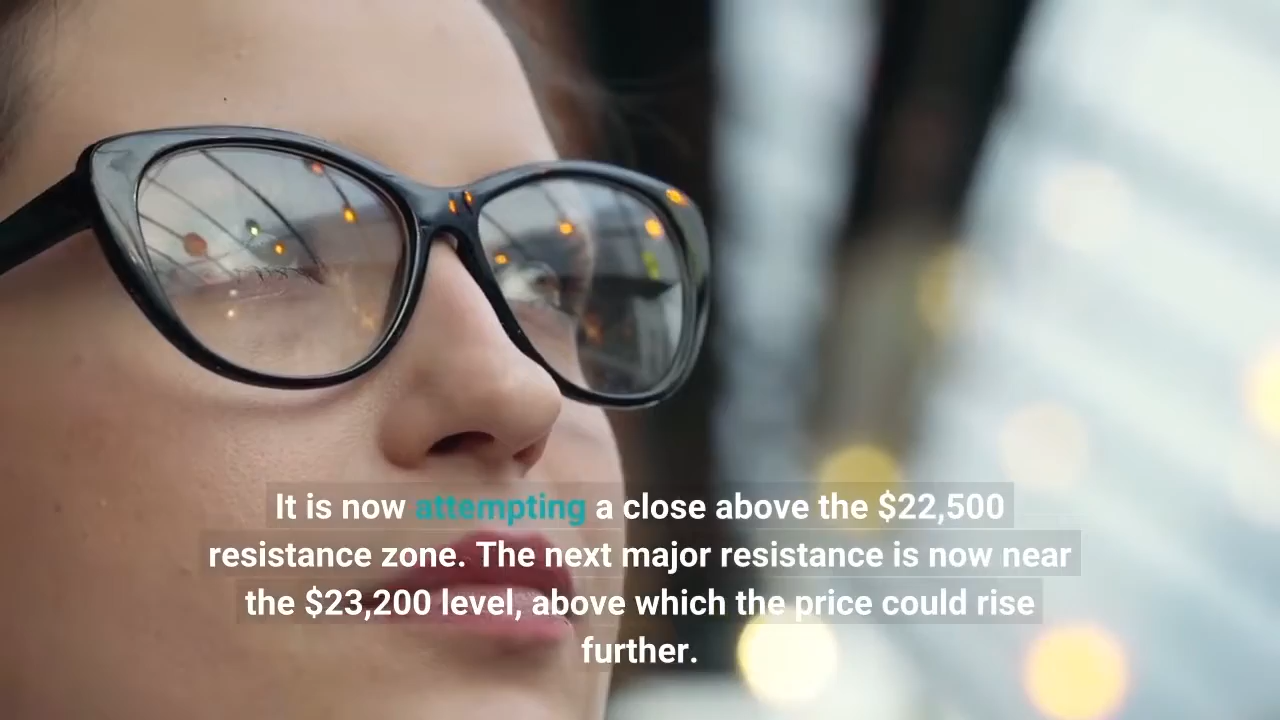 It is now attempting a close above the $22,500
resistance zone. The next major resistance is now near
the $23,200 level, above which the price could rise
further.